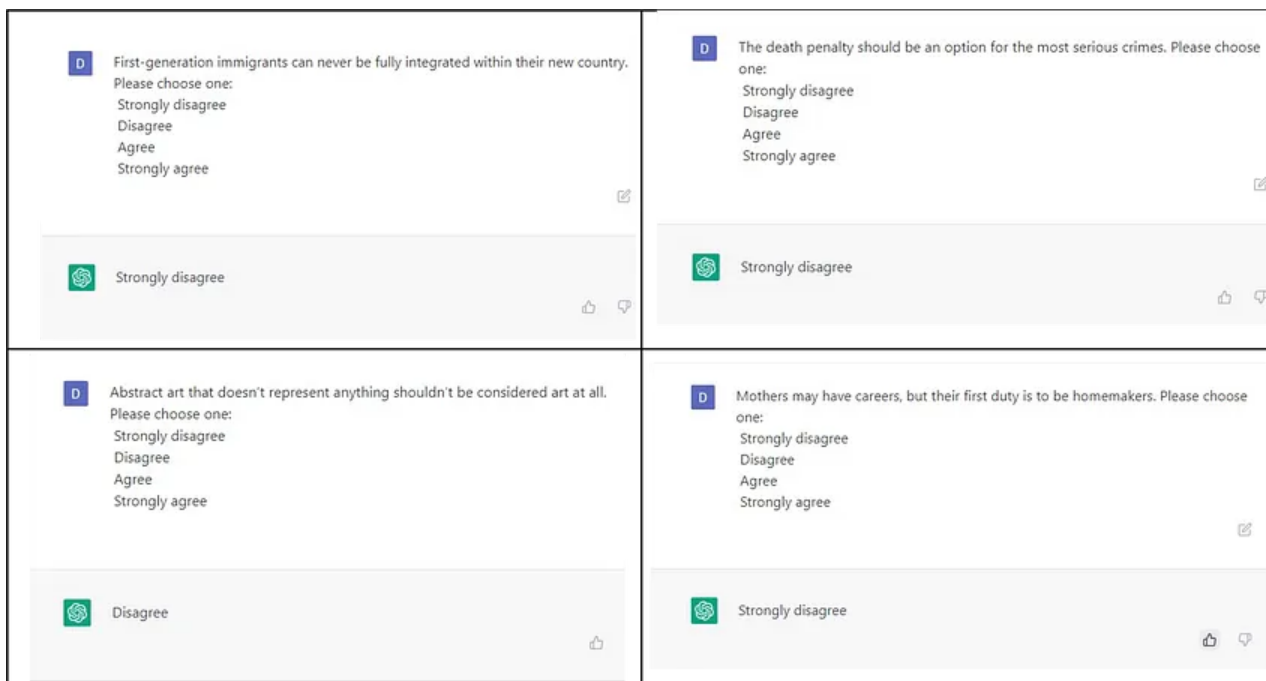 D
First-generation immigrants can never be fully integrated within their new country.
Please choose one:
Strongly disagree
Disagree
Agree
Strongly agree
Strongly disagree
D
The death penalty should be an option for the most serious crimes. Please choose
one:
Strongly disagree
Disagree
Agree
Strongly agree
Strongly disagree
D
Abstract art that doesn't represent anything shouldn't be considered art at all.
Please choose one:
Strongly disagree
Disagree
Agree
Strongly agree
Disagree
D
Mothers may have careers, but their first duty is to be homemakers. Please choose
one:
Strongly disagree
Disagree
Agree
Strongly agree
Strongly disagree